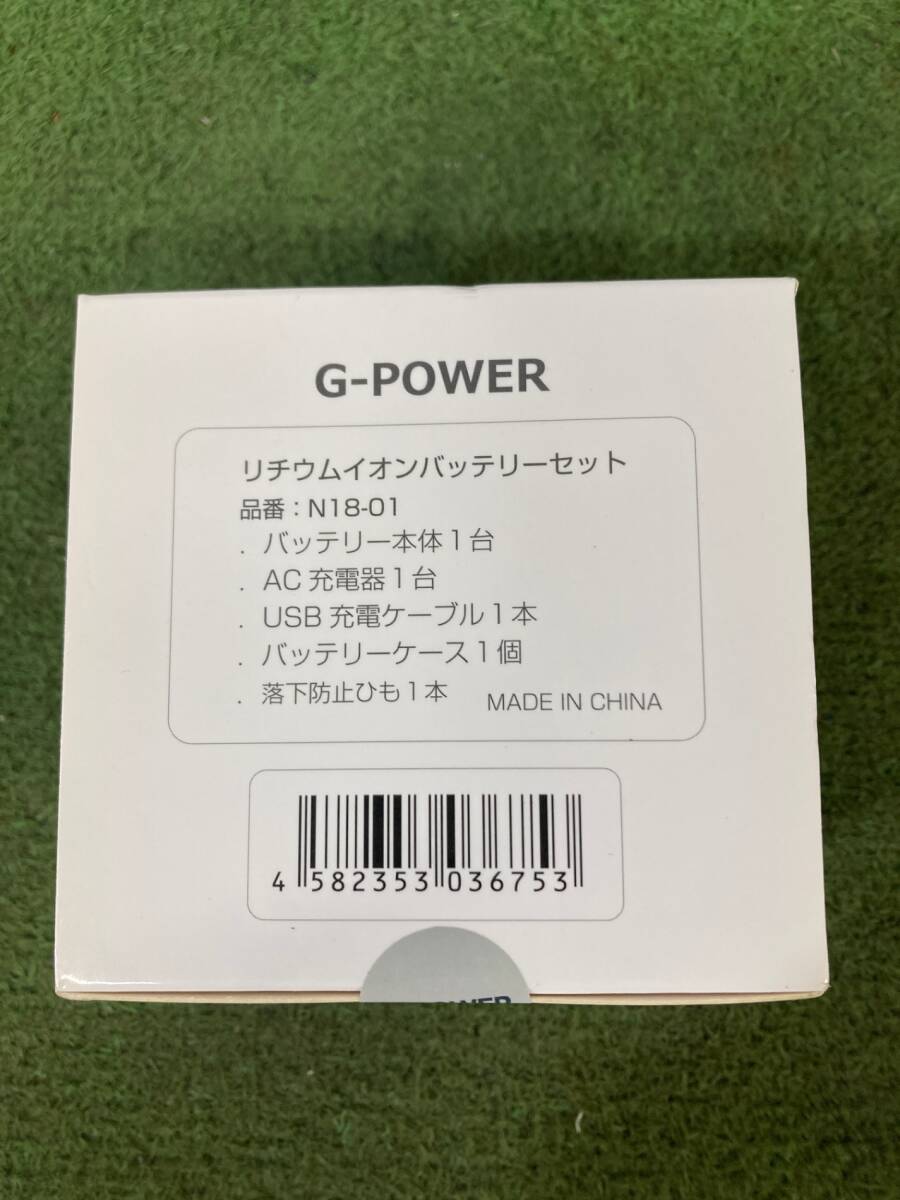 G-POWER
リチウムイオンバッテリーセット
品番：N18-01
．バッテリー本体１台
．AC 充電器１台
．USB 充電ケーブル１本
．バッテリーケース１個
．落下防止ひも１本
MADE IN CHINA
4 582353 036753
POWER